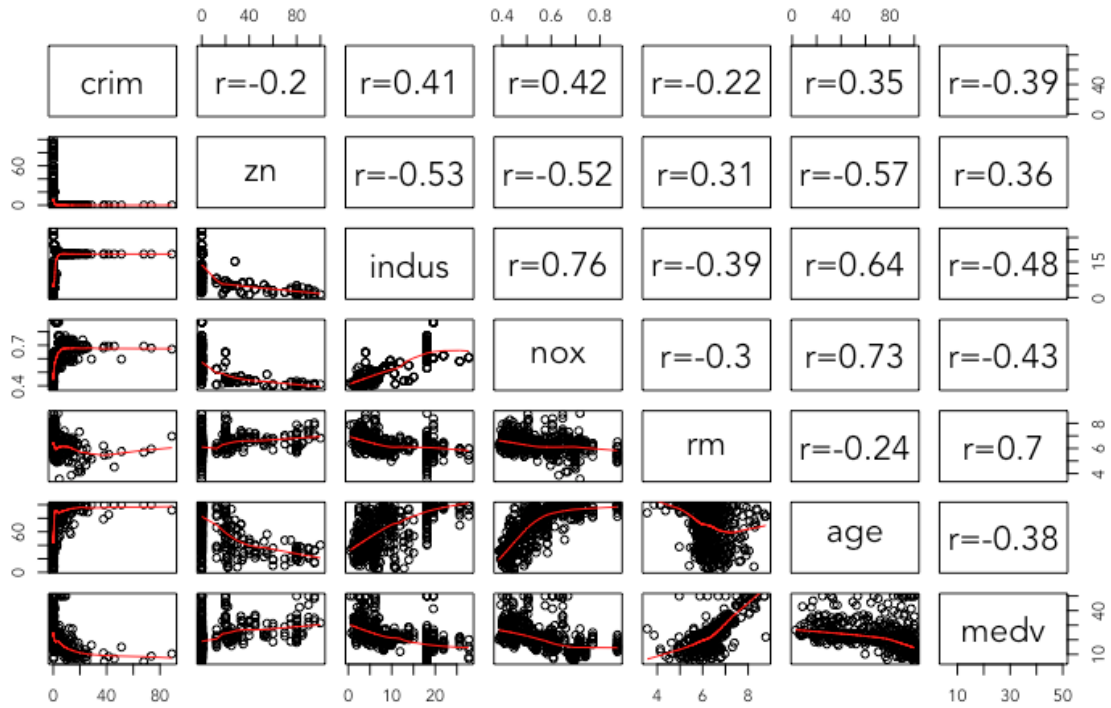 0 40 80 0.4 0.6 0.8 0 40 80
crim r=-0.2 r=0.41 r=0.42 r=-0.22 r=0.35 r=-0.39 0 40
0 60 zn r=-0.53 r=-0.52 r=0.31 r=-0.57 r=0.36
indus r=0.76 r=-0.39 r=0.64 r=-0.48 0 15
0.4 0.7 nox r=-0.3 r=0.73 r=-0.43
rm r=-0.24 r=0.7 4 6 8
0 60 age r=-0.38
medv 10 20 40
0 40 80 0 10 20 4 6 8 10 30 50